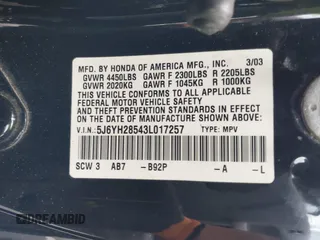 MFD. BY HONDA OF AMERICA MFG., INC. 3/03
GVWR 4450LBS GAWR F 2300LBS R 2205LBS
GVWR 2020KG GAWR F 1045KG R 1000KG
THIS VEHICLE CONFORMS TO ALL APPLICABLE
FEDERAL MOTOR VEHICLE SAFETY, BUMPER,
AND THEFT PREVENTION STANDARDS IN EFFECT
ON THE DATE OF MANUFACTURE SHOWN ABOVE.
V.I.N.: 5J6YH28543L017257 TYPE: MPV
SCW 3 AB7 -B92P -A -L
DREAMBID